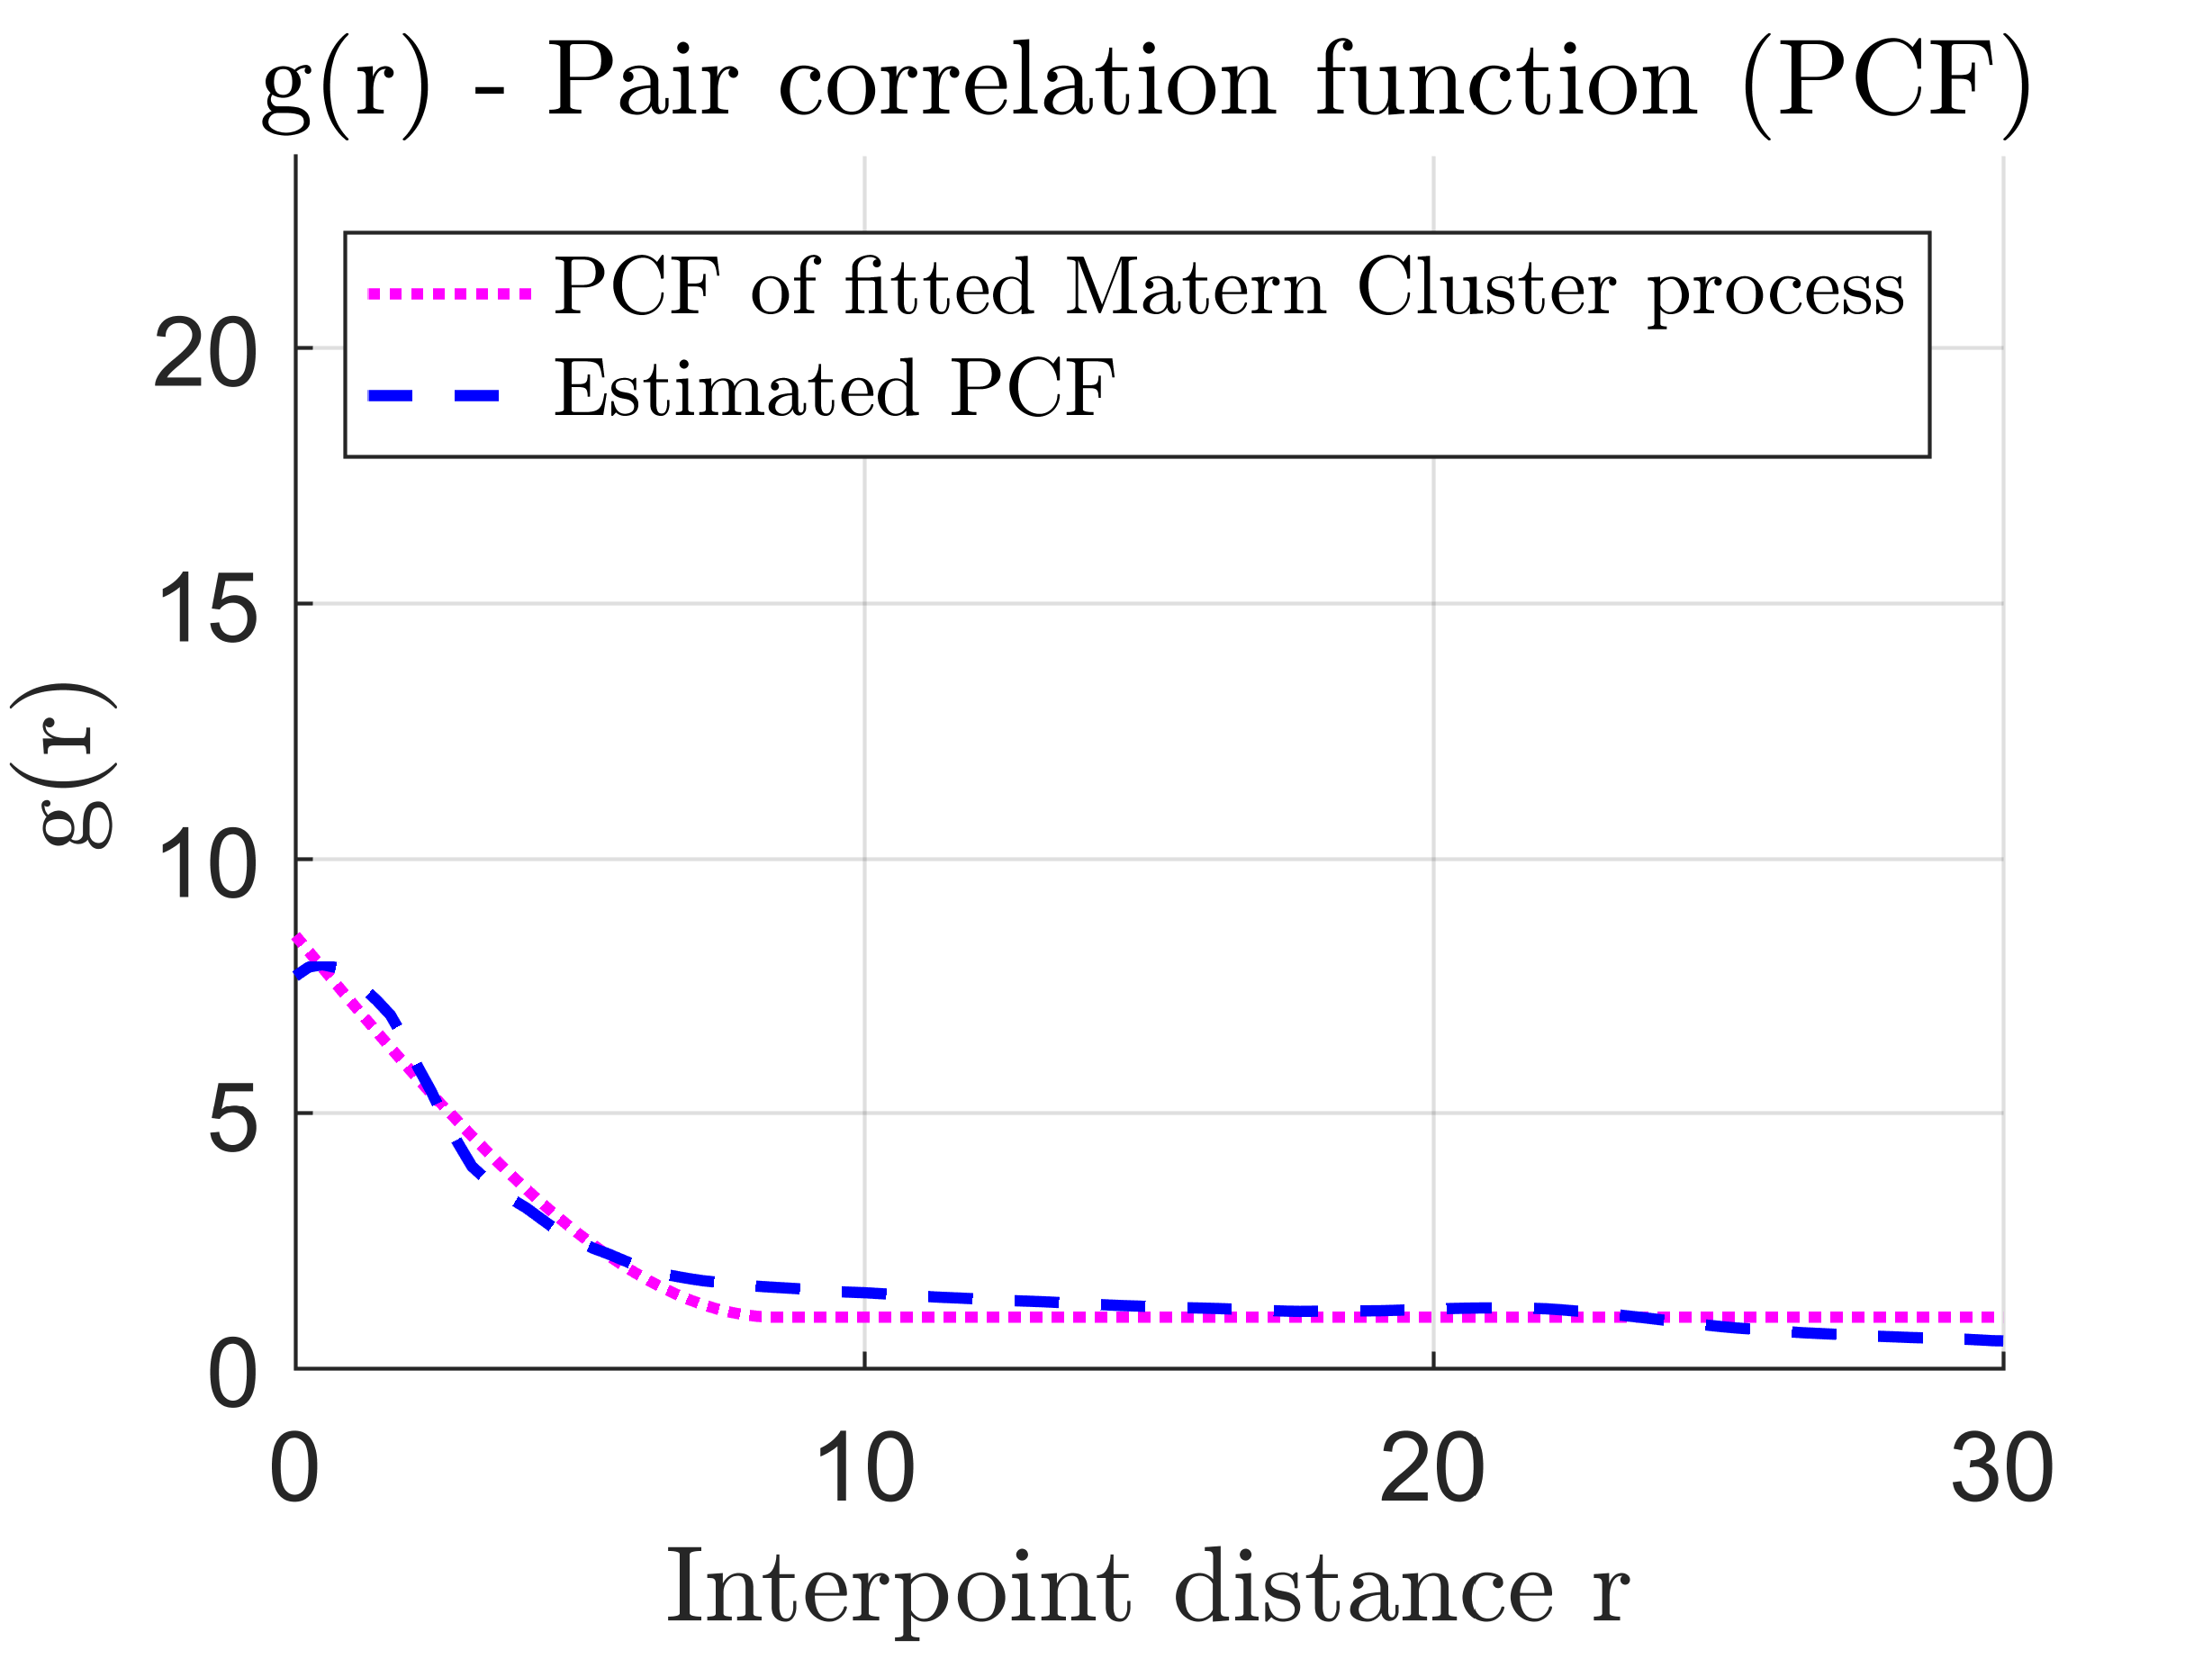 g(r) - Pair correlation function (PCF)
PCF of fitted Matern Cluster process
Estimated PCF
g(r)
20
15
10
5
0
0 10 20 30
Interpoint distance r